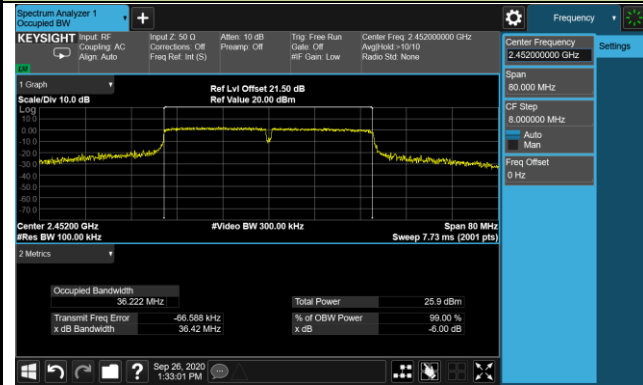 Spectrum Analyzer 1
Occupied BW
+
Frequency
KEYSIGHT Input: RF Input Z: 50 Ω Atten: 10 dB Trig: Free Run Center Freq: 2.452000000 GHz
Coupling: AC Corrections: Off Preamp: Off Gate: Off Avg|Hold:>10/10
Align: Auto Freq Ref: Int (S) #IF Gain: Low Radio Std: None
1 Graph
Ref Lvl Offset 21.50 dB
Scale/Div 10.0 dB Ref Value 20.00 dBm
Log
10.0
0.00
-10.0
-20.0
-30.0
-40.0
-50.0
-60.0
-70.0
Center 2.45200 GHz #Video BW 300.00 kHz Span 80 MHz
#Res BW 100.00 kHz Sweep 7.73 ms (2001 pts)
2 Metrics
Occupied Bandwidth
36.222 MHz Total Power 25.9 dBm
Transmit Freq Error -66.588 kHz % of OBW Power 99.00 %
x dB Bandwidth 36.42 MHz x dB -6.00 dB
Sep 26, 2020
1:33:01 PM
?
Center Frequency
2.452000000 GHz
Settings
Span
80.000 MHz
CF Step
8.000000 MHz
Auto
Man
Freq Offset
0 Hz